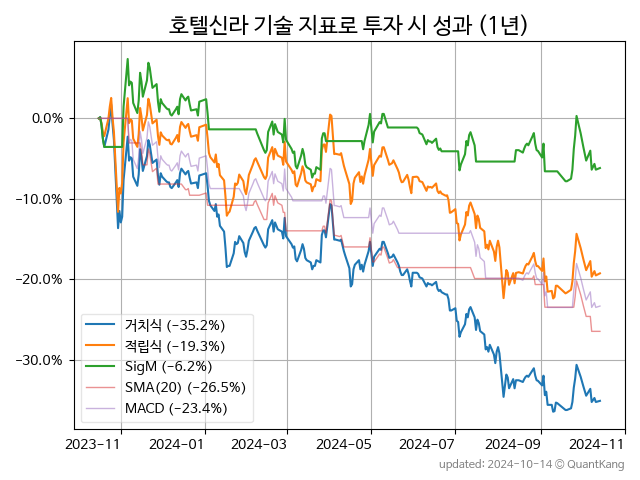 호텔신라 기술 지표로 투자 시 성과 (1년)
0.0%
−10.0%
−20.0%
−30.0%
거치식 (−35.2%)
적립식 (−19.3%)
SigM (−6.2%)
SMA(20) (−26.5%)
MACD (−23.4%)
2023−11 2024−01 2024−03 2024−05 2024−07 2024−09 2024−11
updated: 2024-10-14 © QuantKang